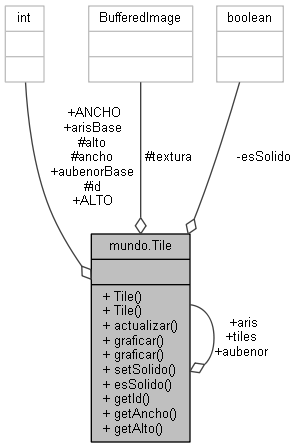 int
BufferedImage
boolean
+ANCHO
+arisBase
#alto
#ancho
+aubenorBase
#id
+ALTO
#textura
-esSolido
mundo.Tile
+ Tile()
+ Tile()
+ actualizar()
+ graficar()
+ graficar()
+ setSolido()
+ esSolido()
+ getId()
+ getAncho()
+ getAlto()
+aris
+tiles
+aubenor